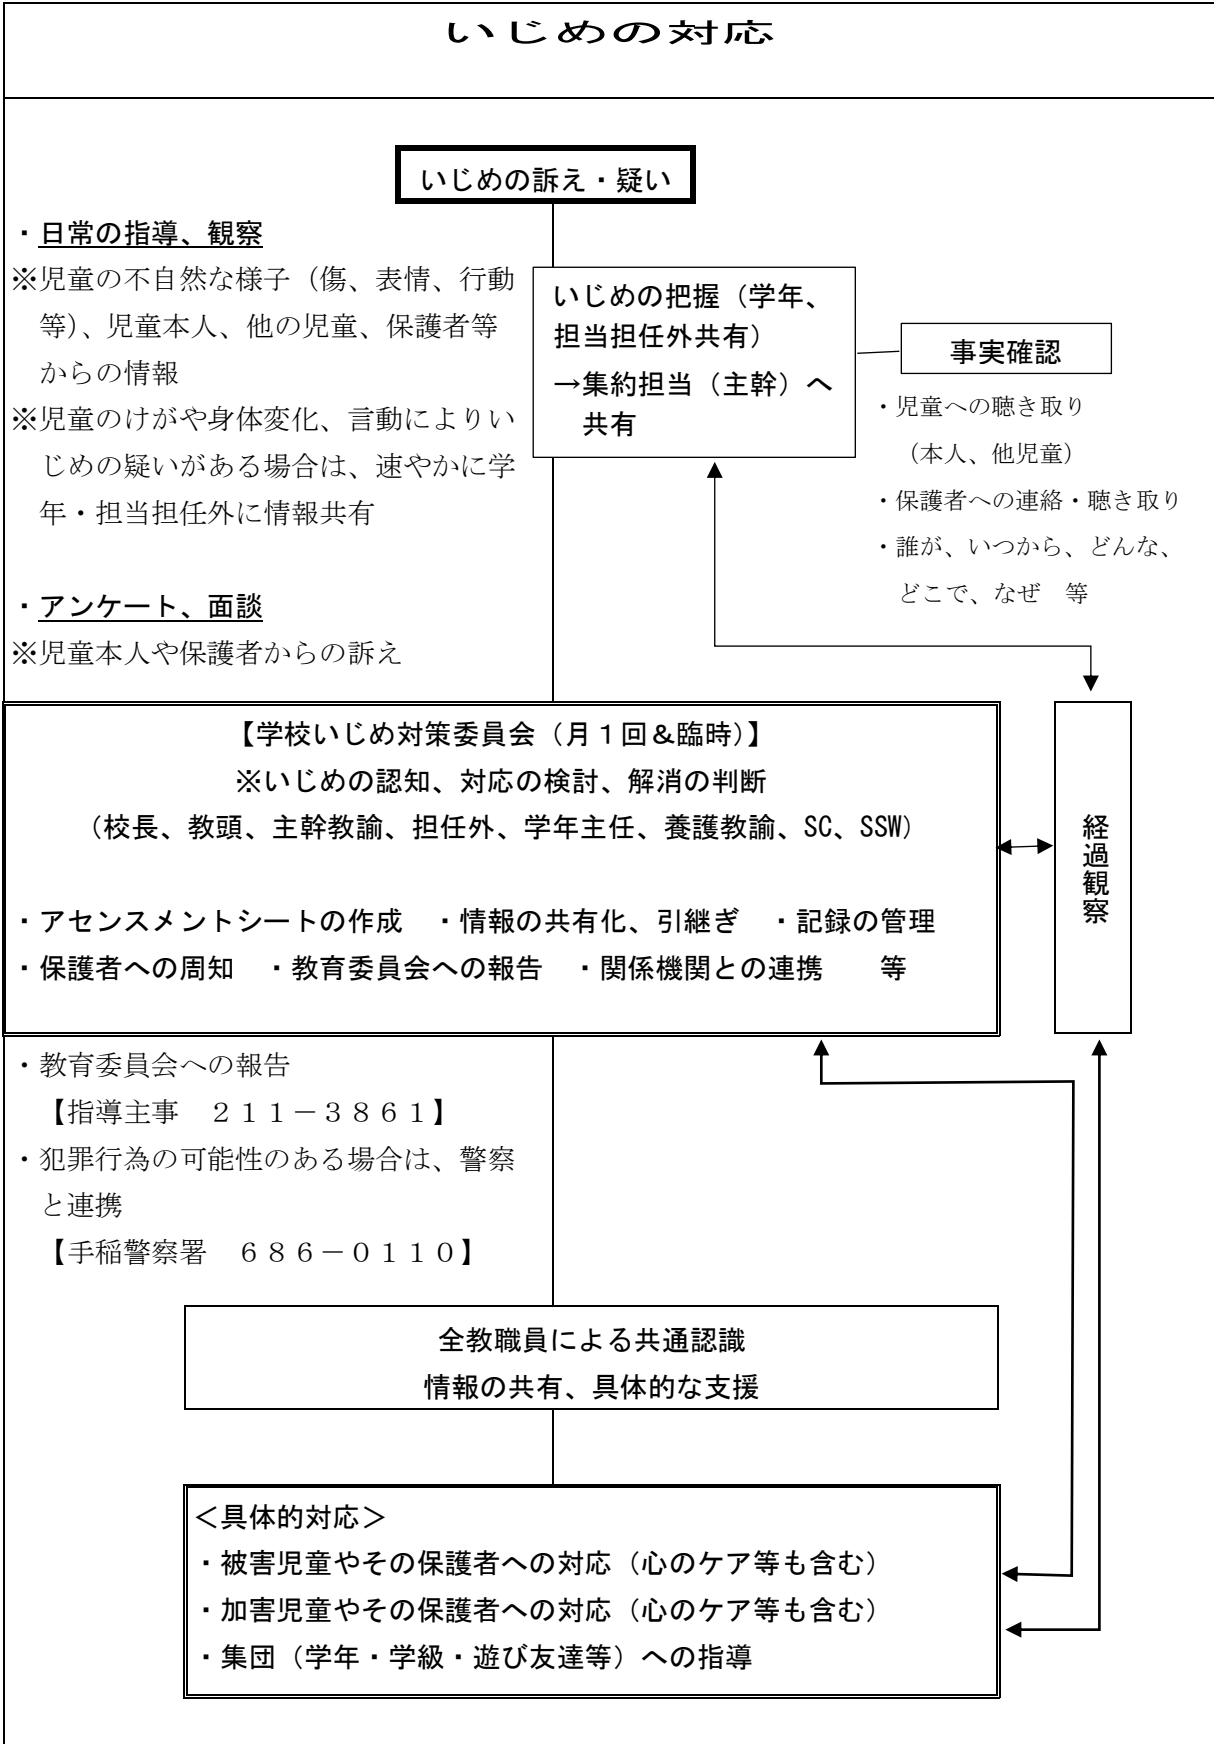 いじめの対応
いじめの訴え・疑い
・日常の指導、観察
※児童の不自然な様子（傷、表情、行動
等）、児童本人、他の児童、保護者等
からの情報
※児童のけがや身体変化、言動によりい
じめの疑いがある場合は、速やかに学
年・担当担任外に情報共有
・アンケート、面談
※児童本人や保護者からの訴え
いじめの把握（学年、
担当担任外共有）
→集約担当（主幹）へ
共有
事実確認
・児童への聴き取り
（本人、他児童）
・保護者への連絡・聴き取り
・誰が、いつから、どんな、
どこで、なぜ　等
【学校いじめ対策委員会（月１回＆臨時）】
※いじめの認知、対応の検討、解消の判断
（校長、教頭、主幹教諭、担任外、学年主任、養護教諭、SC、SSW）
・アセンスメントシートの作成　・情報の共有化、引継ぎ　・記録の管理
・保護者への周知　・教育委員会への報告　・関係機関との連携　　等
経過観察
・教育委員会への報告
【指導主事　２１１－３８６１】
・犯罪行為の可能性のある場合は、警察
と連携
【手稲警察署　６８６－０１１０】
全教職員による共通認識
情報の共有、具体的な支援
＜具体的対応＞
・被害児童やその保護者への対応（心のケア等も含む）
・加害児童やその保護者への対応（心のケア等も含む）
・集団（学年・学級・遊び友達等）への指導